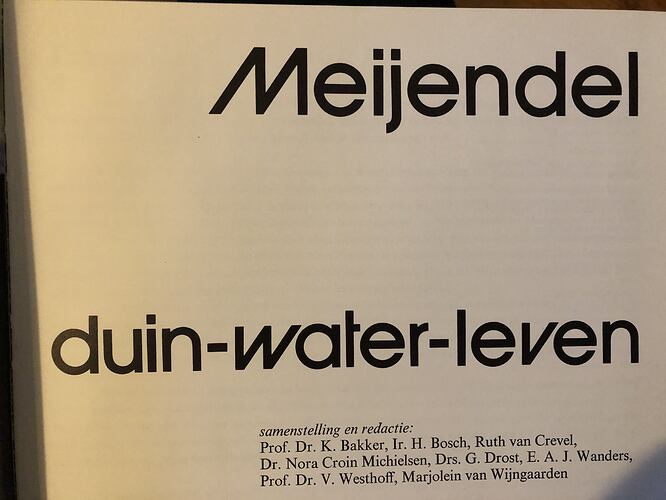 Meijendel
duin-water-leven
samenstelling en redactie:
Prof. Dr. K. Bakker, Ir. H. Bosch, Ruth van Crevel,
Dr. Nora Croin Michielsen, Drs. G. Drost, E. A. J. Wanders,
Prof. Dr. V. Westhoff, Marjolein van Wijngaarden